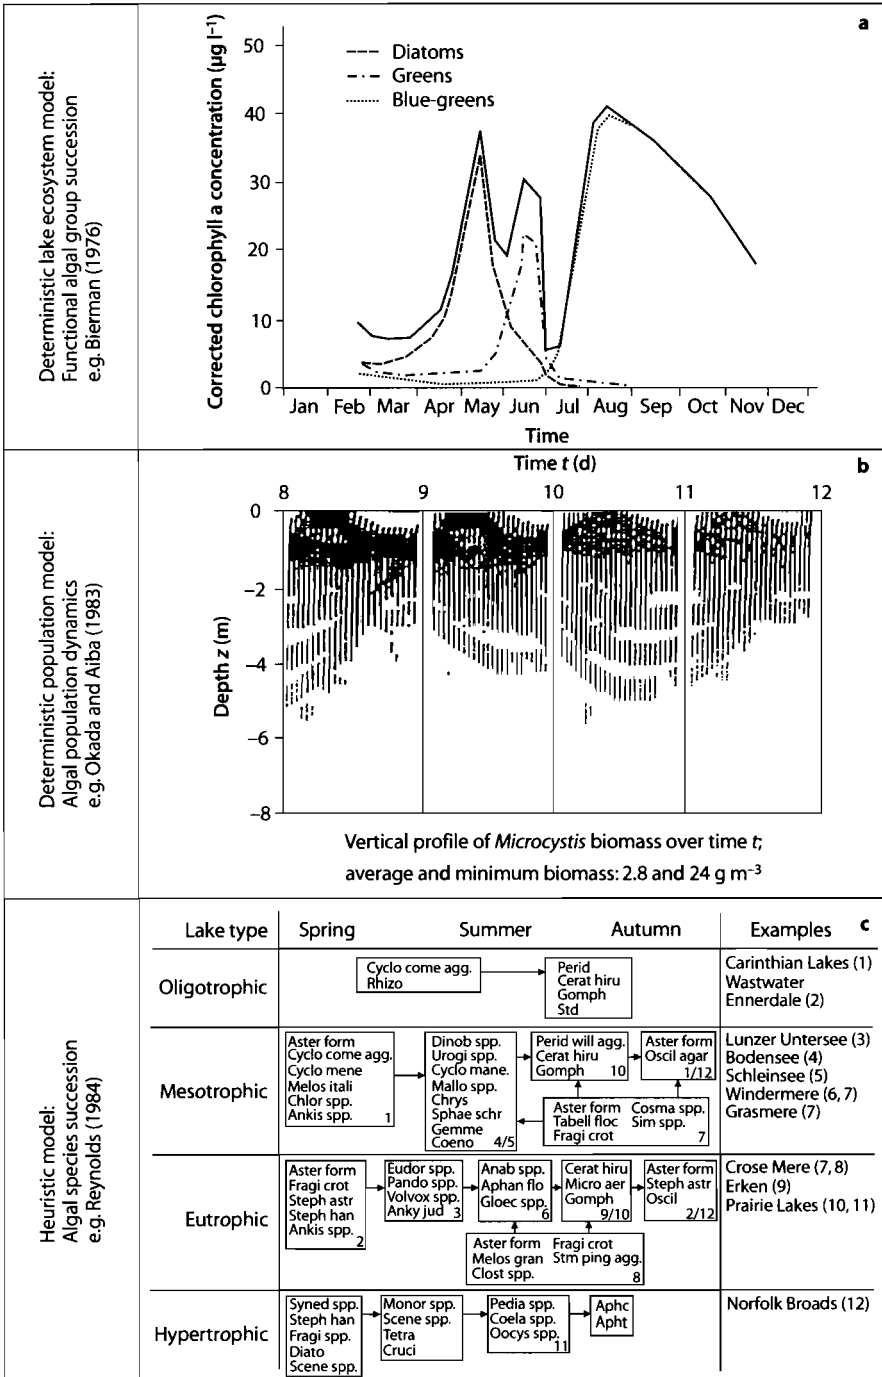 Deterministic lake ecosystem model:
Functional algal group succession
e.g. Bierman (1976)
a
Corrected chlorophyll a concentration (µg l⁻¹)
50
40
30
20
10
0
Diatoms
Greens
Blue-greens
Jan Feb Mar Apr May Jun Jul Aug Sep Oct Nov Dec
Time
Deterministic population model:
Algal population dynamics
e.g. Okada and Aiba (1983)
b
Time t (d)
8 9 10 11 12
Depth z (m)
0
−2
−4
−6
−8
Vertical profile of Microcystis biomass over time t;
average and minimum biomass: 2.8 and 24 g m⁻³
Heuristic model:
Algal species succession
e.g. Reynolds (1984)
c
Lake type Spring Summer Autumn Examples
Oligotrophic
Cyclo come agg.
Rhizo
Perid
Cerat hiru
Gomph
Std
Carinthian Lakes (1)
Wastwater
Ennerdale (2)
Mesotrophic
Aster form
Cyclo come agg.
Cyclo mene
Melos itali
Chlor spp.
Ankis spp.
1
Dinob spp.
Urogi spp.
Cyclo mane.
Mallo spp.
Chrys
Sphae schr
Gemme
Coeno 4/5
Perid will agg.
Cerat hiru
Gomph 10
Aster form
Oscil agar
1/12
Aster form Cosma spp.
Tabell floc Sim spp.
Fragi crot 7
Lunzer Untersee (3)
Bodensee (4)
Schleinsee (5)
Windermere (6, 7)
Grasmere (7)
Eutrophic
Aster form
Fragi crot
Steph astr
Steph han
Ankis spp. 2
Eudor spp.
Pando spp.
Volvox spp.
Anky jud 3
Anab spp.
Aphan flo
Gloec spp.
6
Cerat hiru
Micro aer
Gomph
9/10
Aster form
Steph astr
Oscil
2/12
Aster form Fragi crot
Melos gran Stm ping agg.
Clost spp. 8
Crose Mere (7, 8)
Erken (9)
Prairie Lakes (10, 11)
Hypertrophic
Syned spp.
Steph han
Fragi spp.
Diato
Scene spp.
Monor spp.
Scene spp.
Tetra
Cruci
Pedia spp.
Coela spp.
Oocys spp.
11
Aphc
Apht
Norfolk Broads (12)